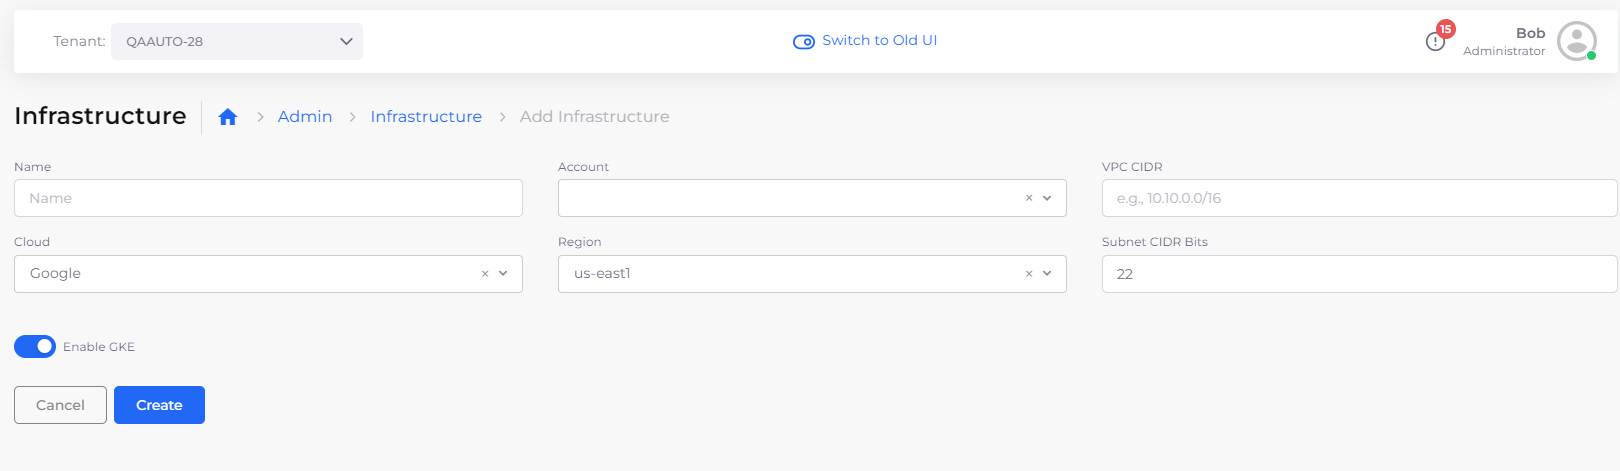 Tenant: QAAUTO-28 Switch to Old UI 15 Bob
Administrator
Infrastructure Admin Infrastructure Add Infrastructure
Name Account VPC CIDR
Name e.g., 10.10.0.0/16
Cloud Region Subnet CIDR Bits
Google us-east1 22
Enable GKE
Cancel Create